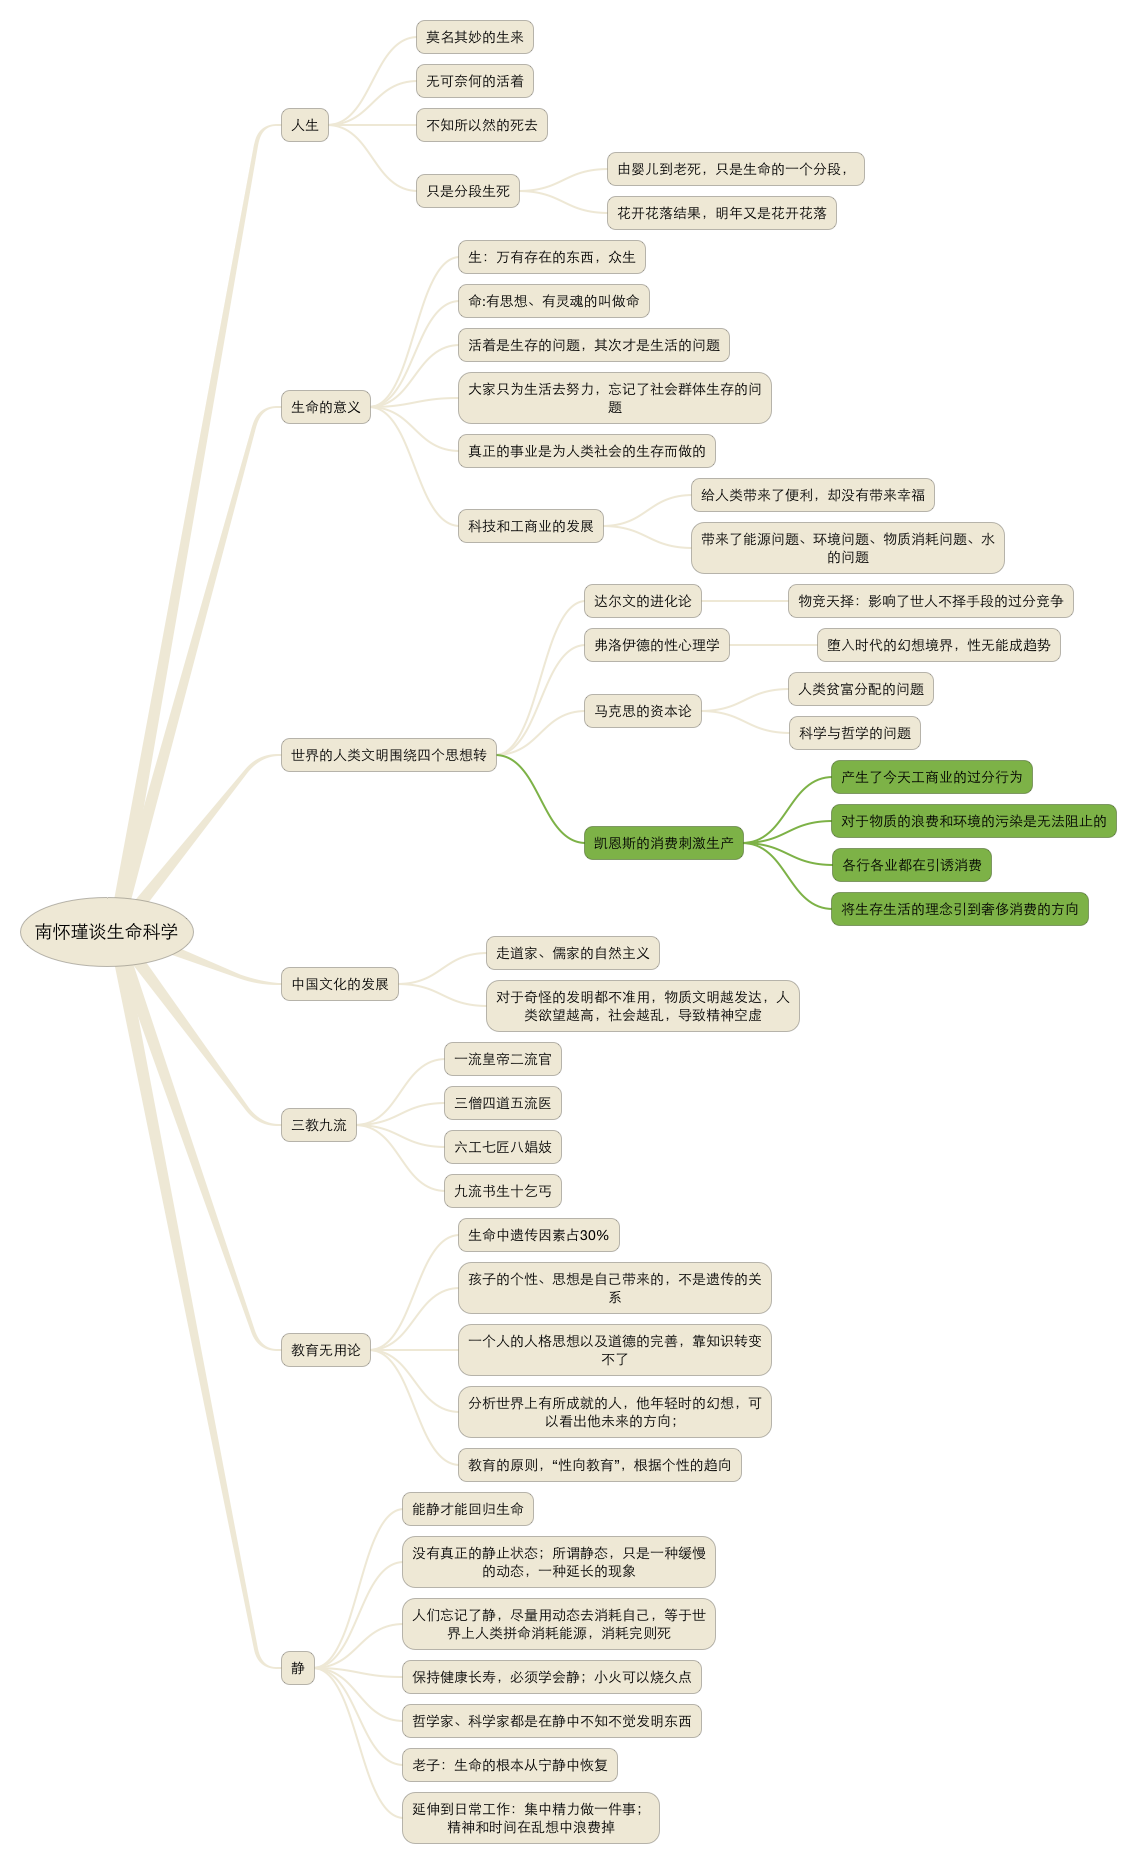 莫名其妙的生来
无可奈何的活着
人生
不知所以然的死去
由婴儿到老死，只是生命的一个分段，
只是分段生死
花开花落结果，明年又是花开花落
生：万有存在的东西，众生
命:有思想、有灵魂的叫做命
活着是生存的问题，其次才是生活的问题
大家只为生活去努力，忘记了社会群体生存的问
题
生命的意义
真正的事业是为人类社会的生存而做的
给人类带来了便利，却没有带来幸福
科技和工商业的发展
带来了能源问题、环境问题、物质消耗问题、水
的问题
达尔文的进化论
物竞天择：影响了世人不择手段的过分竞争
弗洛伊德的性心理学
堕人时代的幻想境界，性无能成趋势
人类贫富分配的问题
马克思的资本论
科学与哲学的问题
世界的人类文明围绕四个思想转
产生了今天工商业的过分行为
对于物质的浪费和环境的污染是无法阻止的
凯恩斯的消费刺激生产
各行各业都在引诱消费
将生存生活的理念引到奢侈消费的方向
南怀瑾谈生命科学
走道家、儒家的自然主义
中国文化的发展
对于奇怪的发明都不准用，物质文明越发达，人
类欲望越高，社会越乱，导致精神空虚
一流皇帝二流官
三僧四道五流医
三教九流
六工七匠八娼妓
九流书生十乞丐
生命中遗传因素占30%
孩子的个性、思想是自己带来的，不是遗传的关
系
教育无用论
一个人的人格思想以及道德的完善，靠知识转变
不了
分析世界上有所成就的人，他年轻时的幻想，可
以看出他未来的方向；
教育的原则，“性向教育”，根据个性的趋向
能静才能回归生命
没有真正的静止状态；所谓静态，只是一种缓慢
的动态，一种延长的现象
人们忘记了静，尽量用动态去消耗自己，等于世
界上人类拼命消耗能源，消耗完则死
静
保持健康长寿，必须学会静；小火可以烧久点
哲学家、科学家都是在静中不知不觉发明东西
老子：生命的根本从宁静中恢复
延伸到日常工作：集中精力做一件事；
精神和时间在乱想中浪费掉